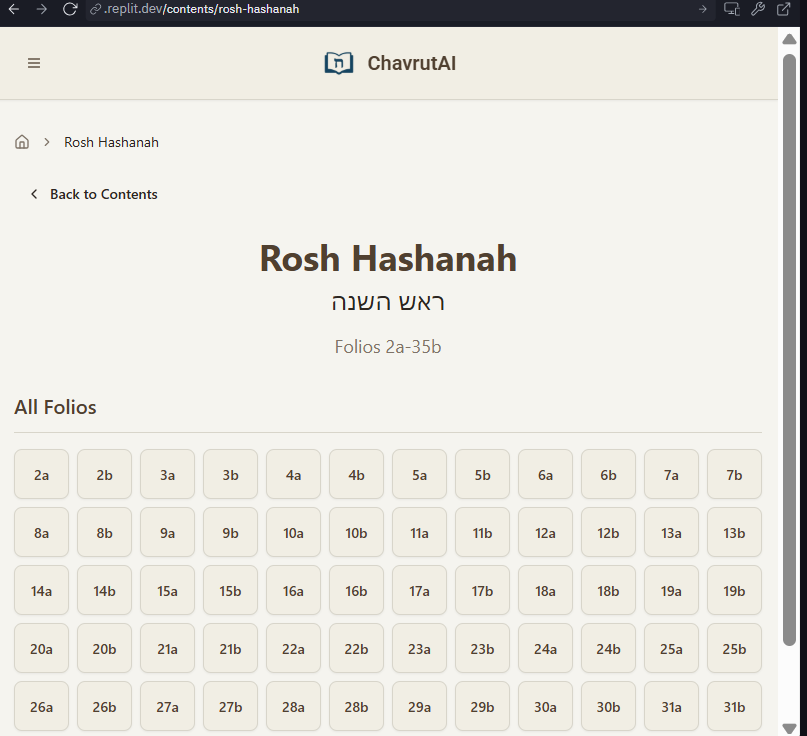 .replit.dev/contents/rosh-hashanah
ח ChavrutAI
Rosh Hashanah
Back to Contents
Rosh Hashanah
ראש השנה
Folios 2a-35b
All Folios
2a 2b 3a 3b 4a 4b 5a 5b 6a 6b 7a 7b
8a 8b 9a 9b 10a 10b 11a 11b 12a 12b 13a 13b
14a 14b 15a 15b 16a 16b 17a 17b 18a 18b 19a 19b
20a 20b 21a 21b 22a 22b 23a 23b 24a 24b 25a 25b
26a 26b 27a 27b 28a 28b 29a 29b 30a 30b 31a 31b